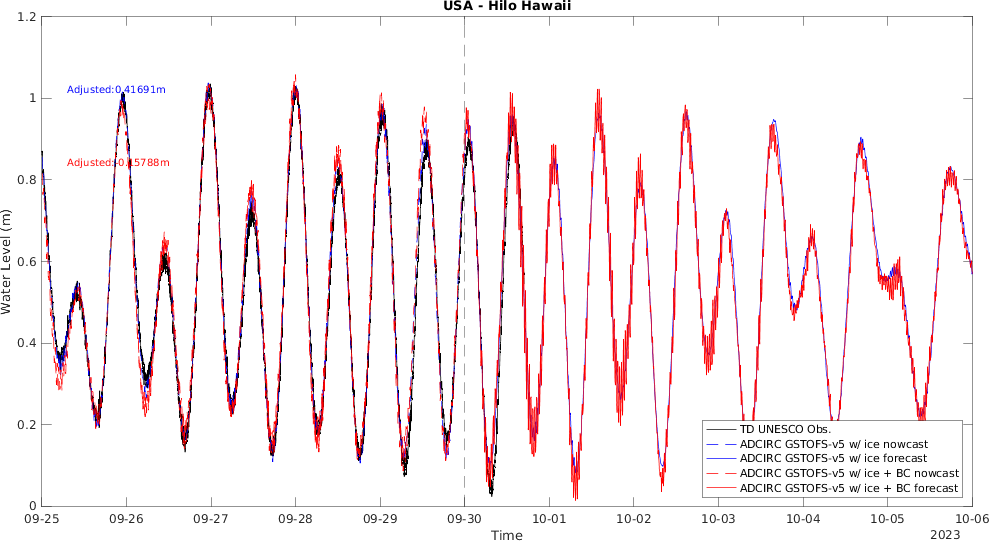 USA - Hilo Hawaii
1.2
1
0.8
0.6
0.4
0.2
0
Water Level (m)
Adjusted:0.41691m
Adjusted:-0.15788m
TD UNESCO Obs.
ADCIRC GSTOFS-v5 w/ ice nowcast
ADCIRC GSTOFS-v5 w/ ice forecast
ADCIRC GSTOFS-v5 w/ ice + BC nowcast
ADCIRC GSTOFS-v5 w/ ice + BC forecast
09-25 09-26 09-27 09-28 09-29 09-30 10-01 10-02 10-03 10-04 10-05 10-06
Time
2023